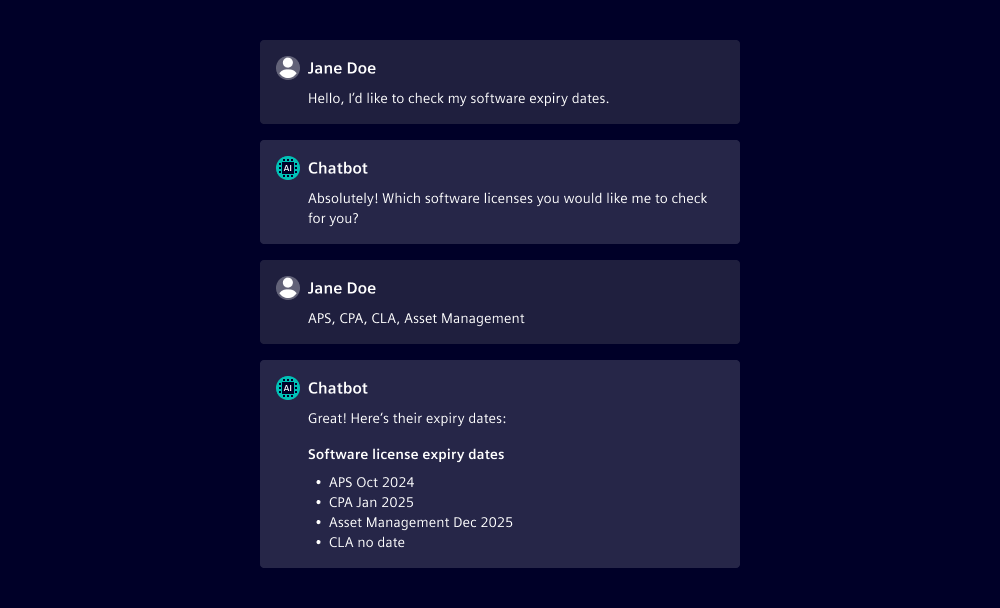 Jane Doe
Hello, I’d like to check my software expiry dates.
AI
Chatbot
Absolutely! Which software licenses you would like me to check
for you?
Jane Doe
APS, CPA, CLA, Asset Management
AI
Chatbot
Great! Here’s their expiry dates:
Software license expiry dates
• APS Oct 2024
• CPA Jan 2025
• Asset Management Dec 2025
• CLA no date